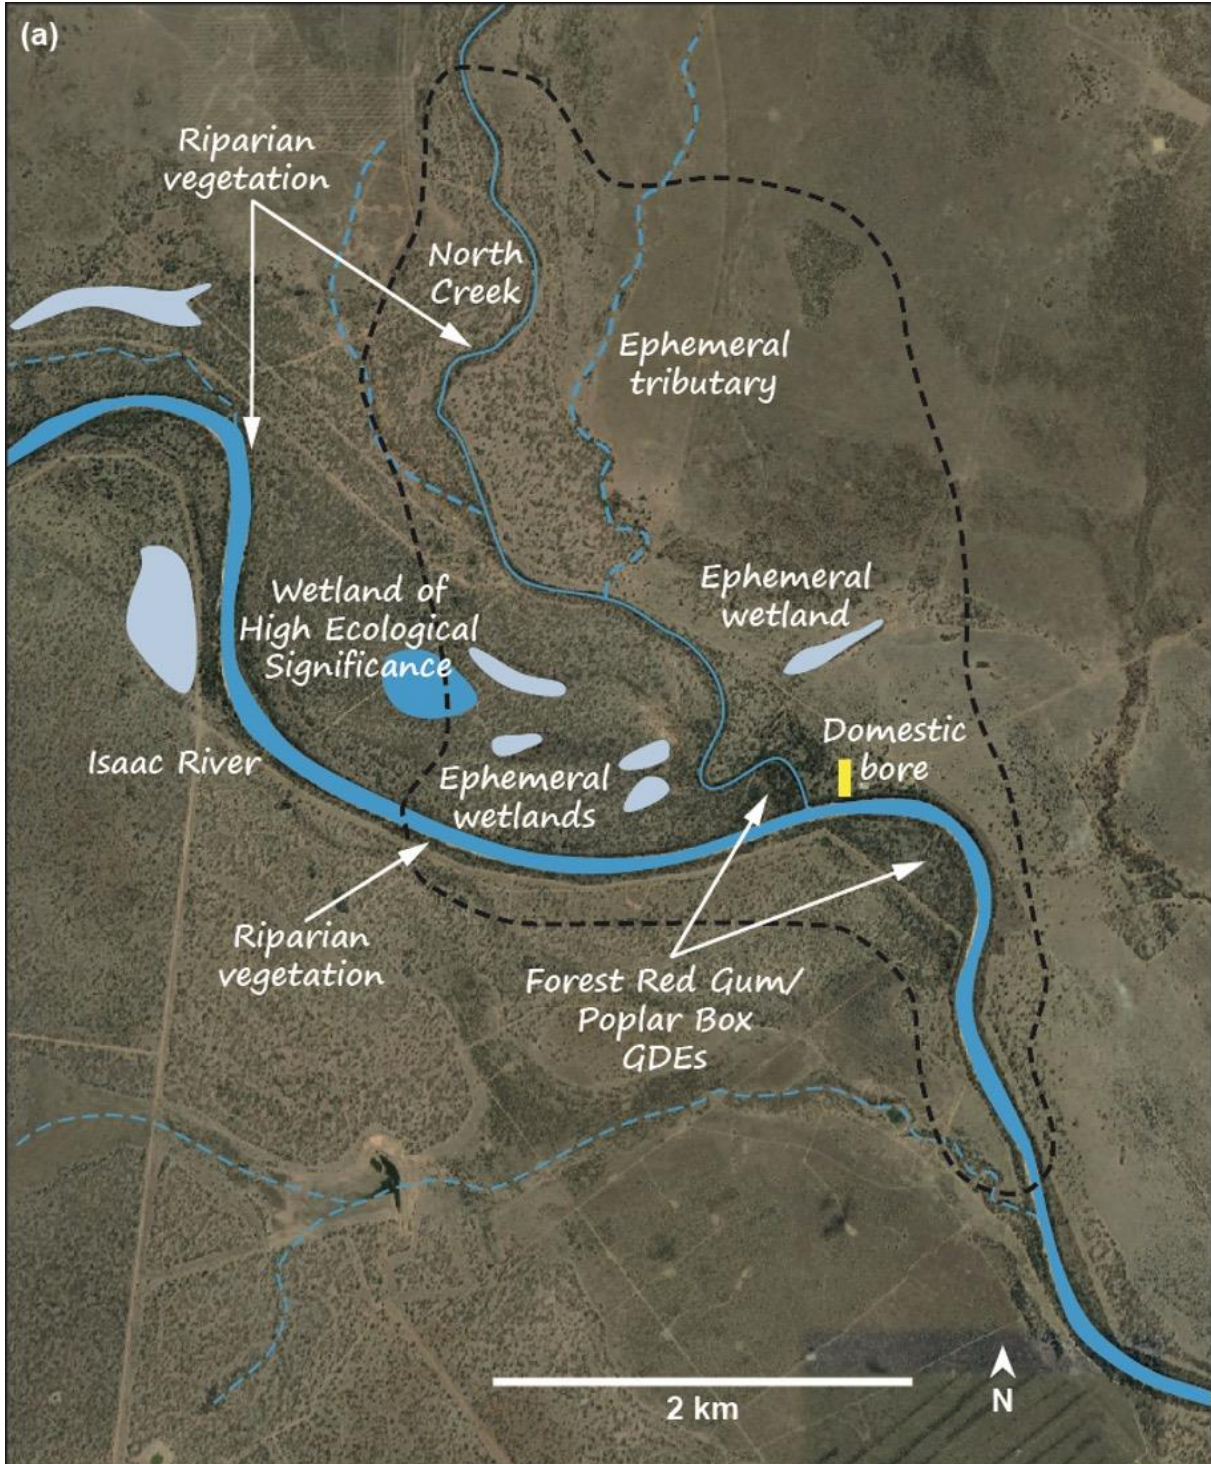 (a)
Riparian
vegetation
North
Creek
Ephemeral
tributary
Ephemeral
wetland
Wetland of
High Ecological
Significance
Domestic
bore
Isaac River
Ephemeral
wetlands
Riparian
vegetation
Forest Red Gum/
Poplar Box
GDEs
2 km
N